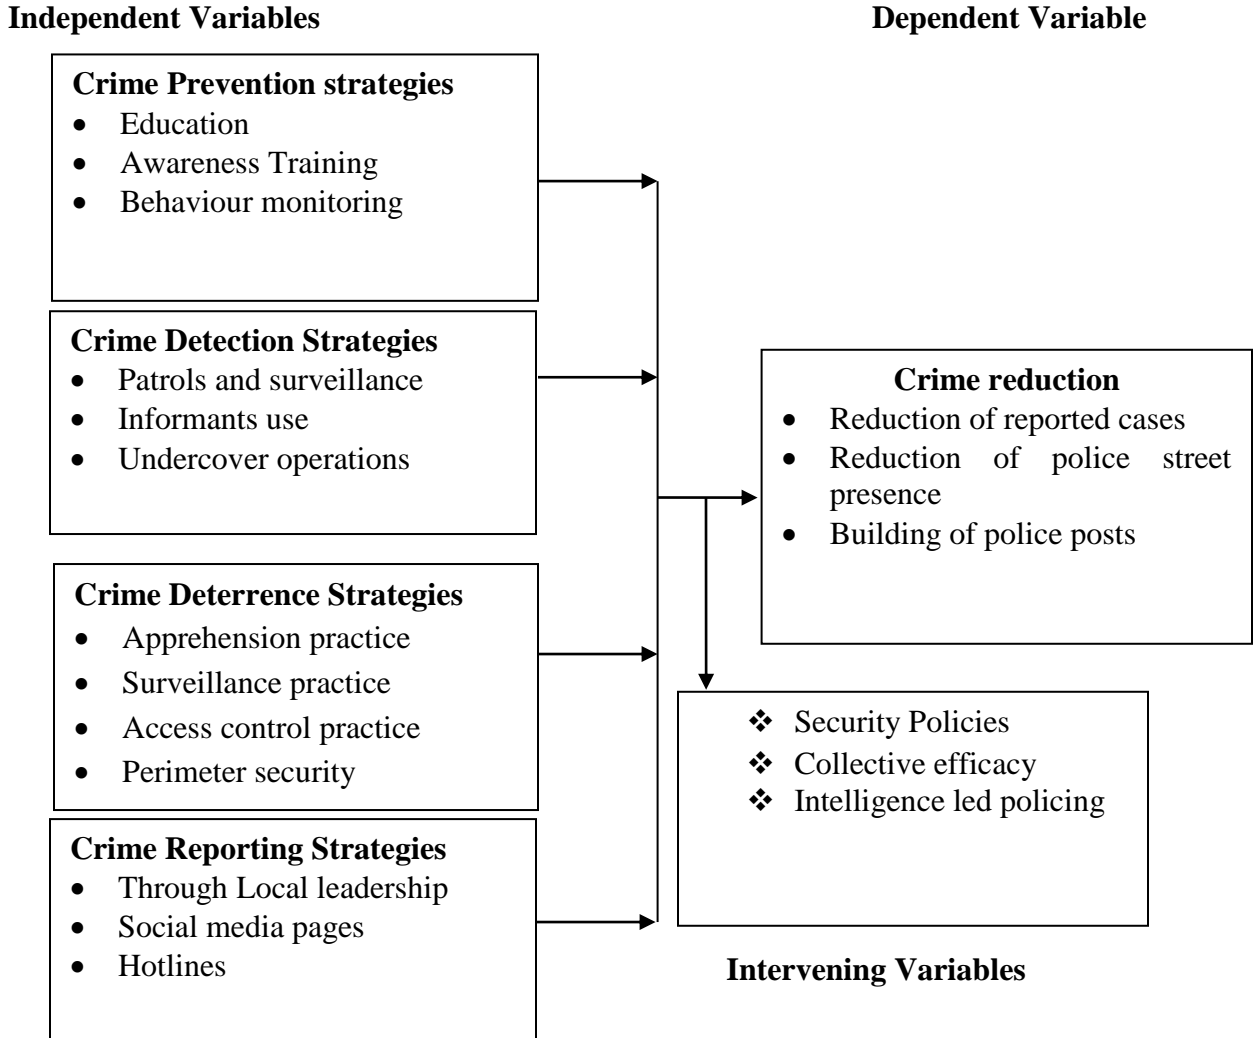 Independent Variables
Dependent Variable
Crime Prevention strategies
• Education
• Awareness Training
• Behaviour monitoring
Crime Detection Strategies
• Patrols and surveillance
• Informants use
• Undercover operations
Crime Deterrence Strategies
• Apprehension practice
• Surveillance practice
• Access control practice
• Perimeter security
Crime Reporting Strategies
• Through Local leadership
• Social media pages
• Hotlines
Crime reduction
• Reduction of reported cases
• Reduction of police street
presence
• Building of police posts
❖ Security Policies
❖ Collective efficacy
❖ Intelligence led policing
Intervening Variables